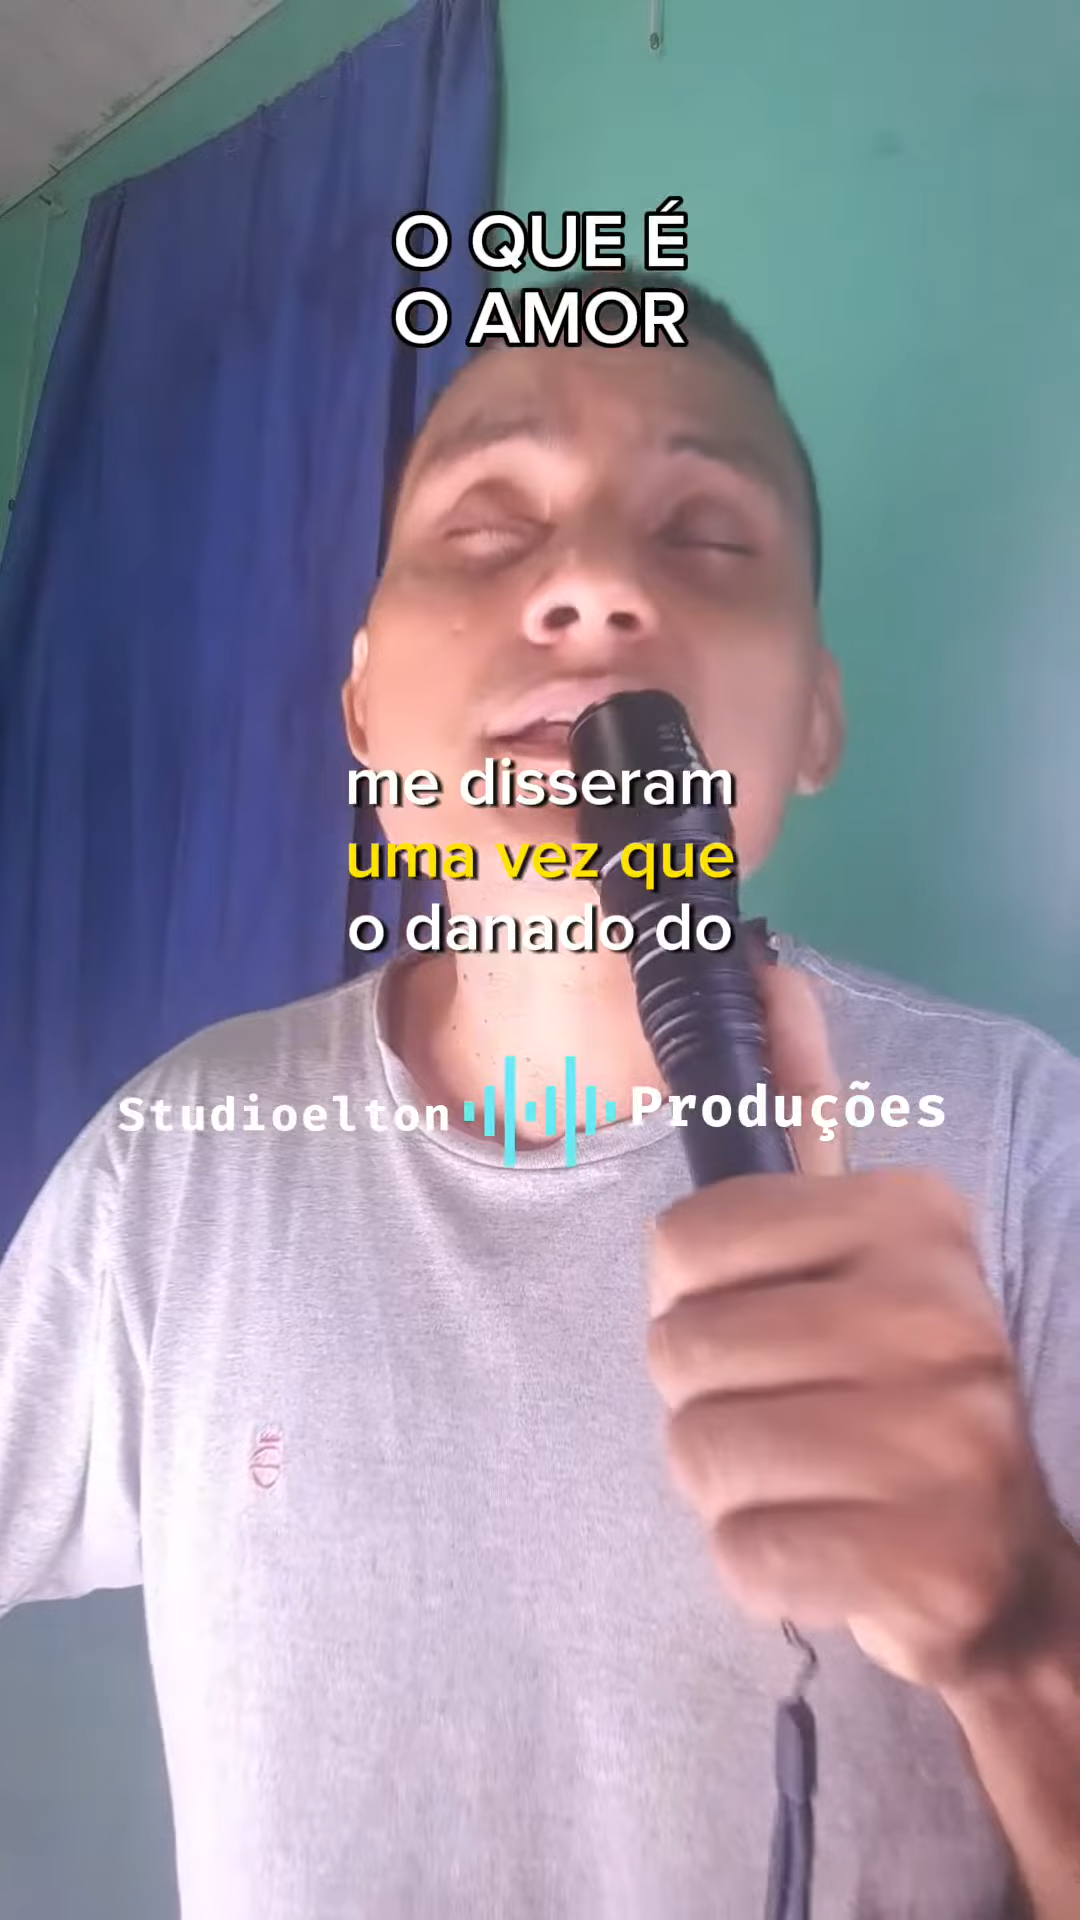 O QUE É
O AMOR
me disseram
uma vez que
o danado do
Studioelton Produções